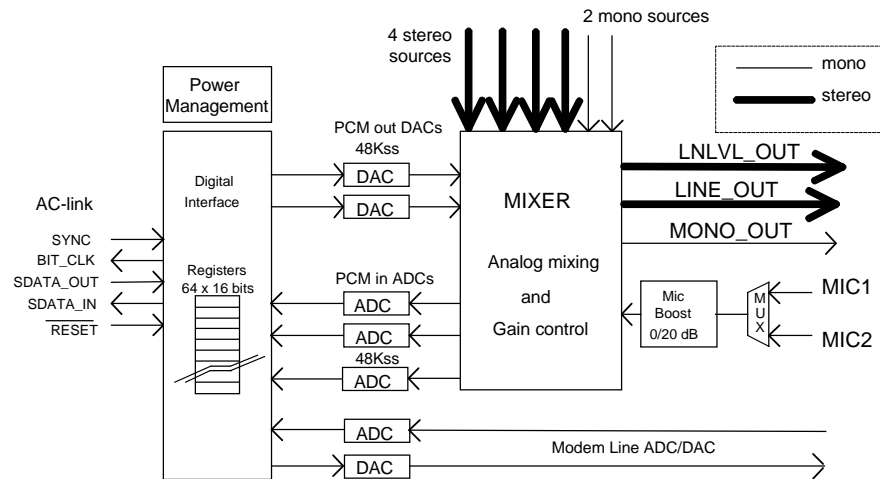 2 mono sources
4 stereo
sources
mono
stereo
Power
Management
PCM out DACs
48Kss
DAC
DAC
LNLVL_OUT
LINE_OUT
MONO_OUT
MIXER
Analog mixing
and
Gain control
Digital
Interface
AC-link
SYNC
BIT_CLK
SDATA_OUT
SDATA_IN
RESET
Registers
64 x 16 bits
PCM in ADCs
ADC
ADC
48Kss
ADC
Mic
Boost
0/20 dB
MUX
MIC1
MIC2
ADC
Modem Line ADC/DAC
DAC